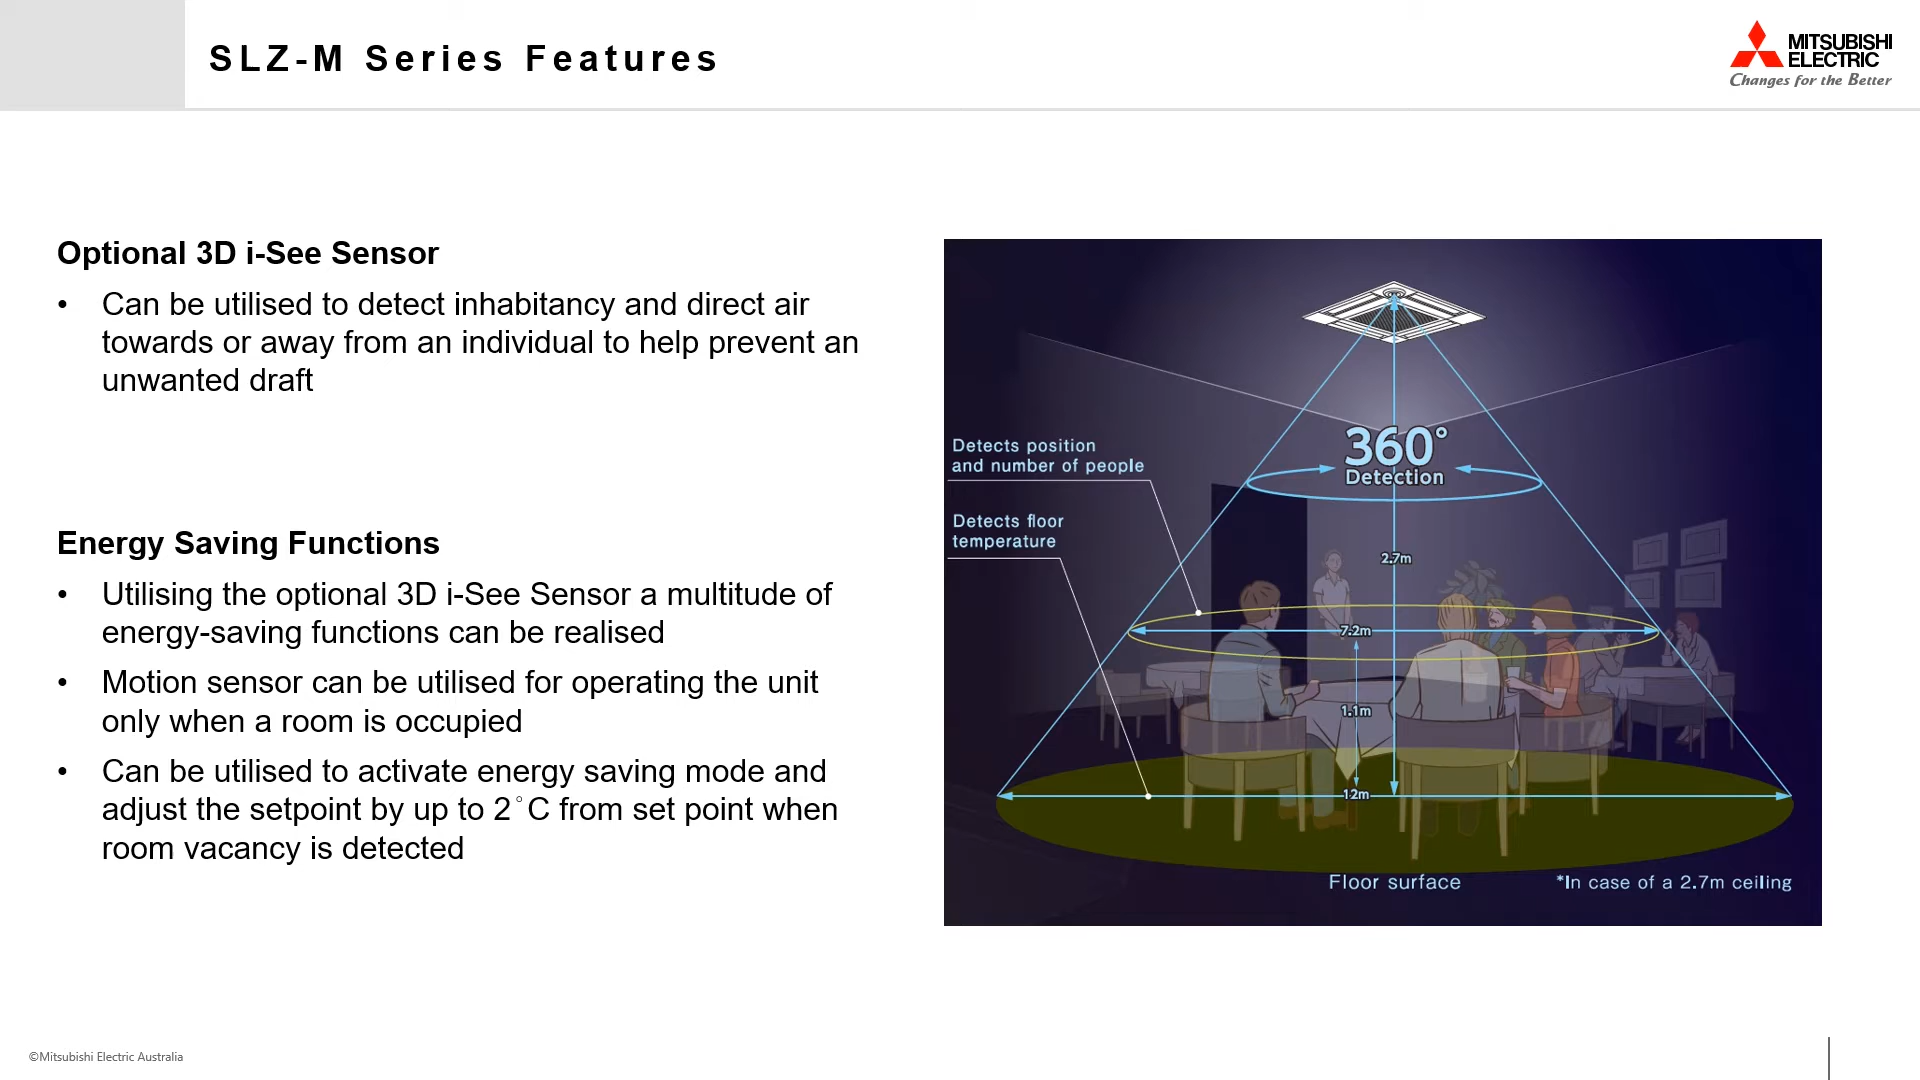 SLZ-M Series Features
MITSUBISHI
ELECTRIC
Changes for the Better
Optional 3D i-See Sensor
• Can be utilised to detect inhabitancy and direct air
towards or away from an individual to help prevent an
unwanted draft
Energy Saving Functions
• Utilising the optional 3D i-See Sensor a multitude of
energy-saving functions can be realised
• Motion sensor can be utilised for operating the unit
only when a room is occupied
• Can be utilised to activate energy saving mode and
adjust the setpoint by up to 2°C from set point when
room vacancy is detected
360°
Detection
Detects position
and number of people
Detects floor
temperature
2.7m
7.2m
1.1m
12m
Floor surface
*In case of a 2.7m ceiling
©Mitsubishi Electric Australia